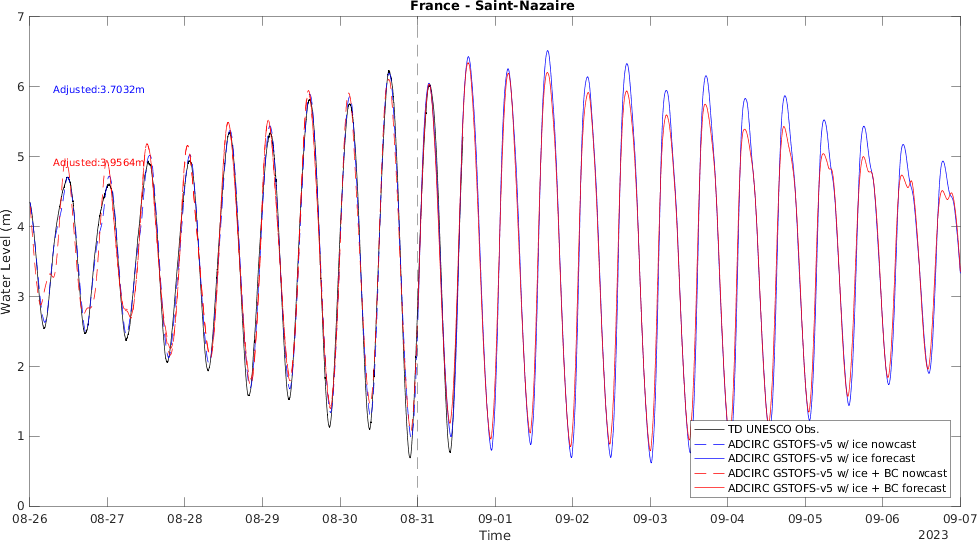 France - Saint-Nazaire
7
6
5
4
3
2
1
0
Water Level (m)
Adjusted:3.7032m
Adjusted:3.9564m
TD UNESCO Obs.
ADCIRC GSTOFS-v5 w/ ice nowcast
ADCIRC GSTOFS-v5 w/ ice forecast
ADCIRC GSTOFS-v5 w/ ice + BC nowcast
ADCIRC GSTOFS-v5 w/ ice + BC forecast
08-26 08-27 08-28 08-29 08-30 08-31 09-01 09-02 09-03 09-04 09-05 09-06 09-07
Time
2023